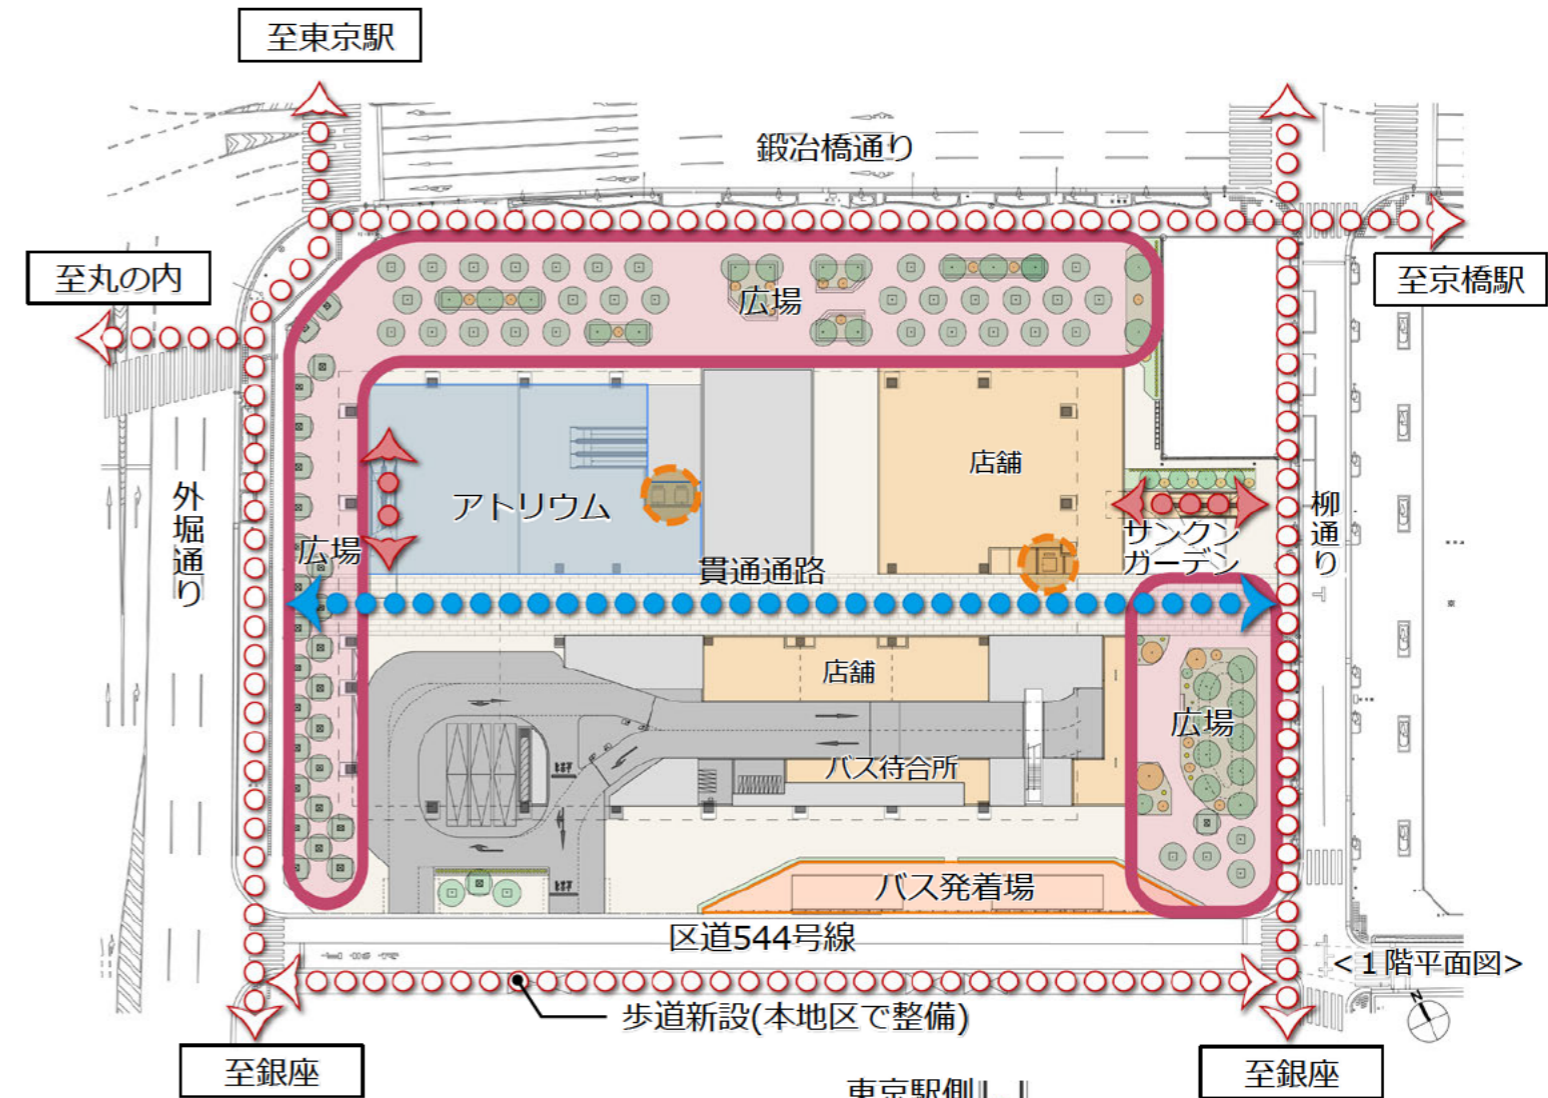 至東京駅
鍛冶橋通り
至丸の内
至京橋駅
広場
店舗
アトリウム
外堀通り
広場
サンクン
ガーデン
柳通り
貫通通路
店舗
広場
バス待合所
バス発着場
区道544号線
<1階平面図>
歩道新設(本地区で整備)
N
至銀座
至銀座
東京駅側